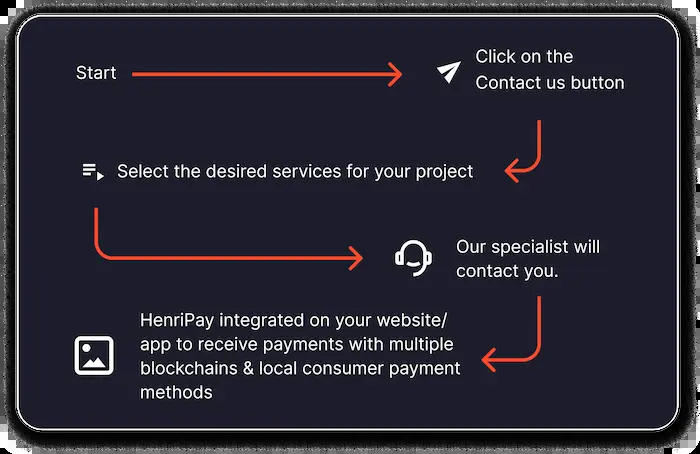 Start
Click on the
Contact us button
Select the desired services for your project
Our specialist will
contact you.
HenriPay integrated on your website/
app to receive payments with multiple
blockchains & local consumer payment
methods